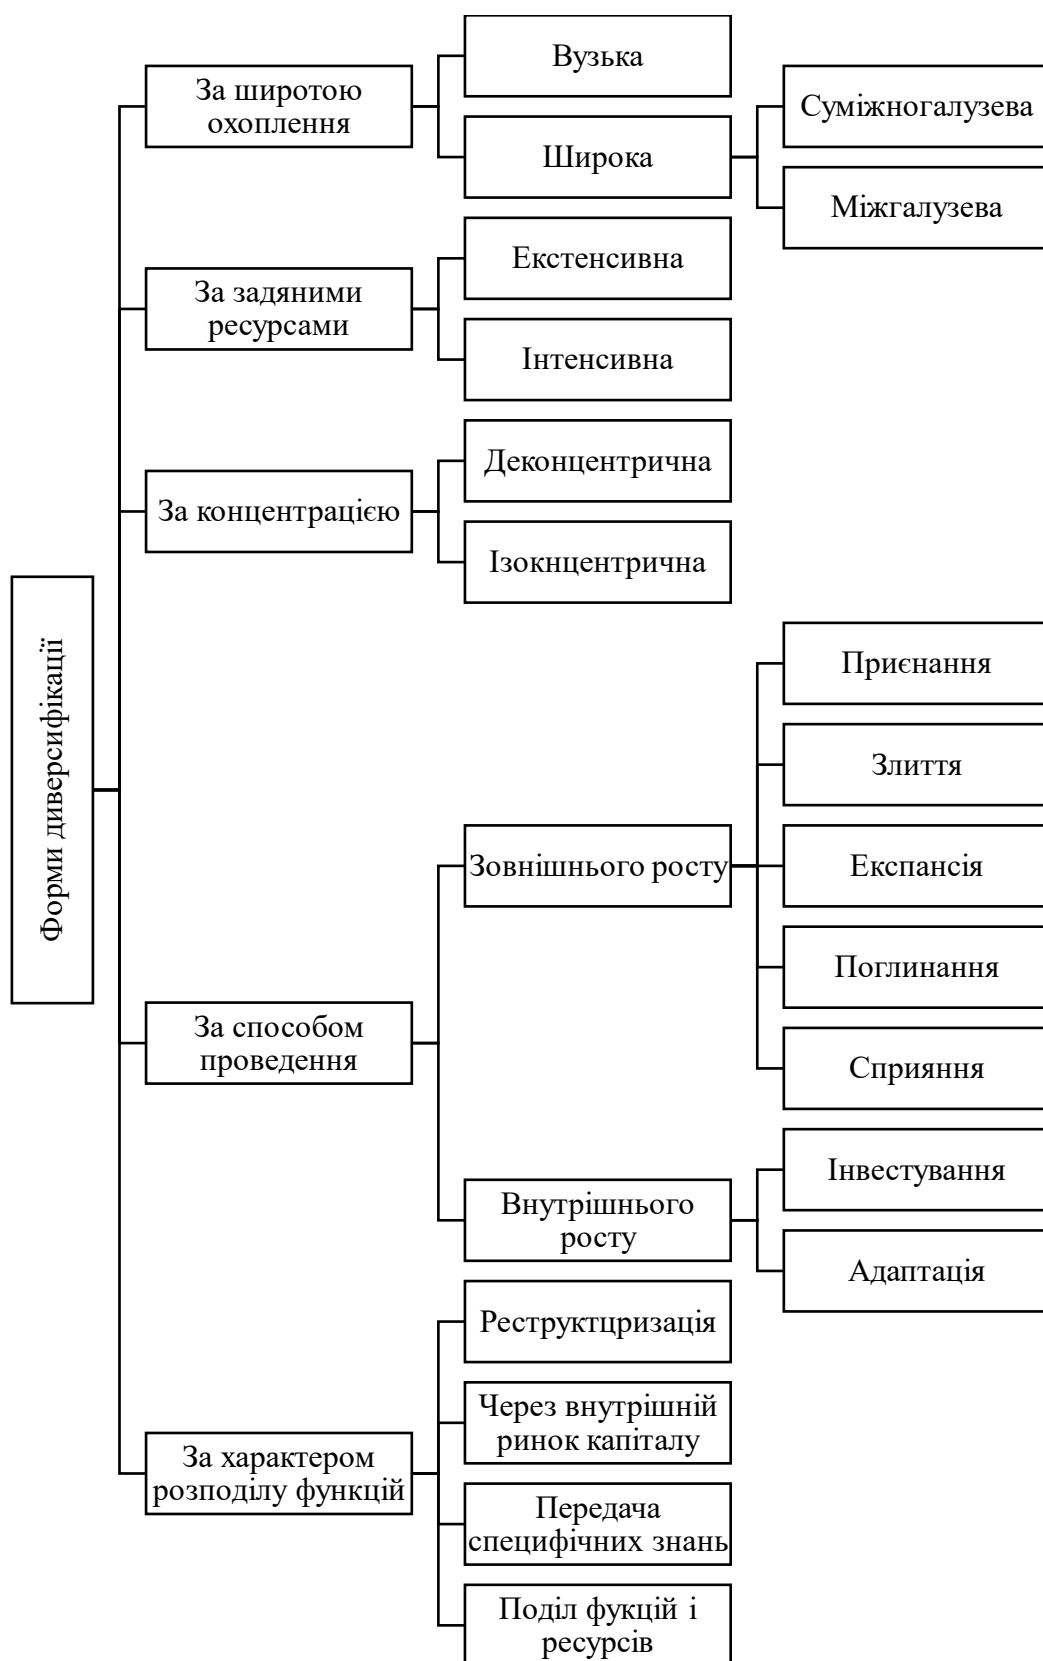 Форми диверсифікації
За широтою
охоплення
Вузька
Широка
Суміжногалузева
Міжгалузева
За задяними
ресурсами
Екстенсивна
Інтенсивна
За концентрацією
Деконцентрична
Ізокнцентрична
За способом
проведення
Зовнішнього росту
Приєнання
Злиття
Експансія
Поглинання
Сприяння
Внутрішнього
росту
Інвестування
Адаптація
За характером
розподілу функцій
Реструктцризація
Через внутрішній
ринок капіталу
Передача
специфічних знань
Поділ фукцій і
ресурсів